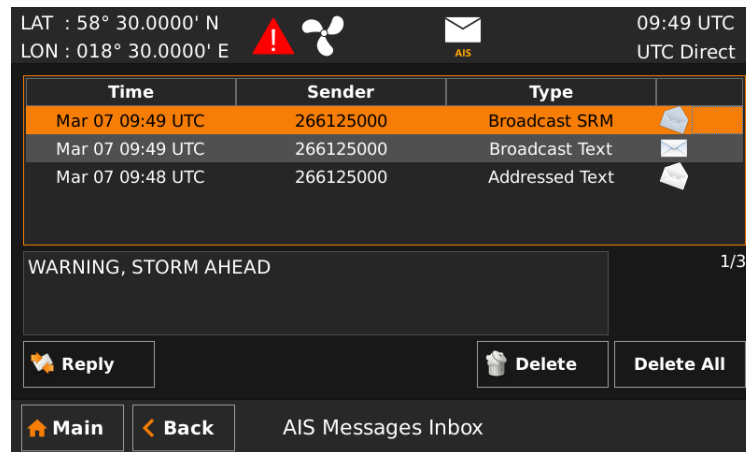 LAT : 58° 30.0000' N
LON : 018° 30.0000' E
AIS
09:49 UTC
UTC Direct
Time Sender Type
Mar 07 09:49 UTC 266125000 Broadcast SRM
Mar 07 09:49 UTC 266125000 Broadcast Text
Mar 07 09:48 UTC 266125000 Addressed Text
WARNING, STORM AHEAD
1/3
Reply Delete Delete All
Main Back AIS Messages Inbox